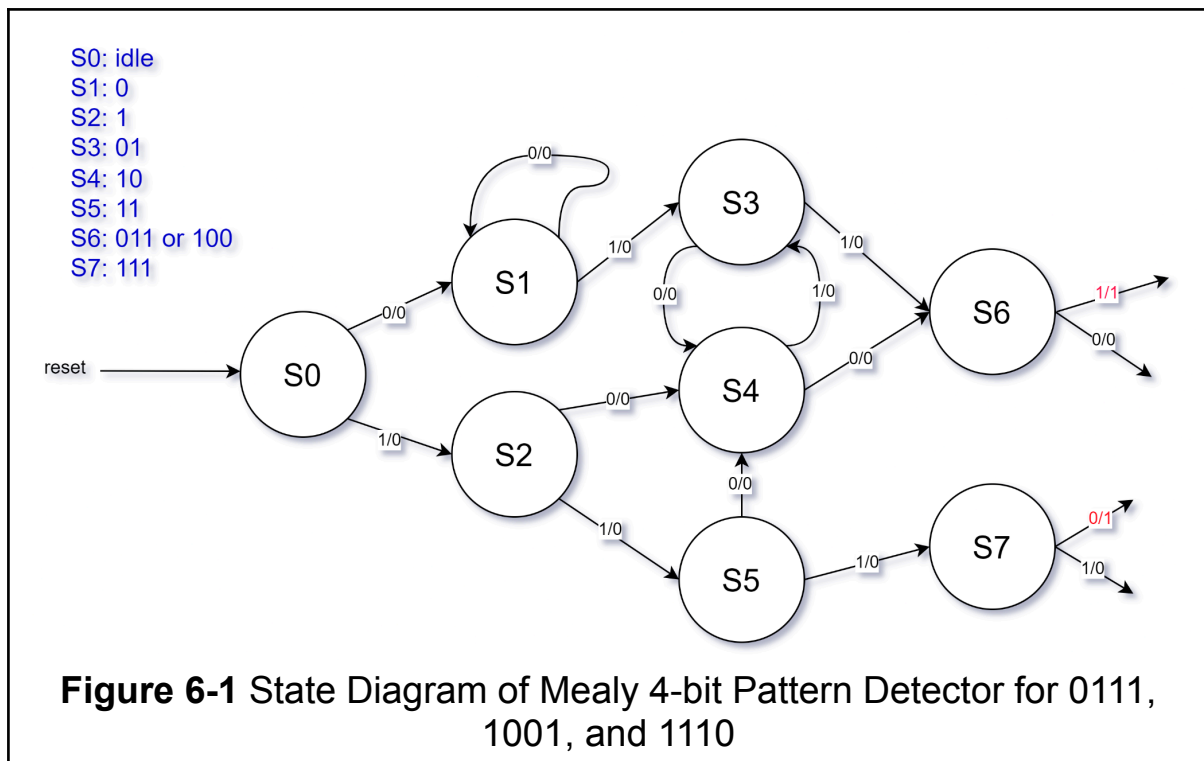 S0: idle
S1: 0
S2: 1
S3: 01
S4: 10
S5: 11
S6: 011 or 100
S7: 111
0/0
S3
1/0
1/0
S1
0/0
1/0
S6
1/1
0/0
0/0
reset
S0
S4
0/0
0/0
1/0
S2
0/0
1/0
S5
1/0
S7
0/1
1/0
Figure 6-1 State Diagram of Mealy 4-bit Pattern Detector for 0111,
1001, and 1110